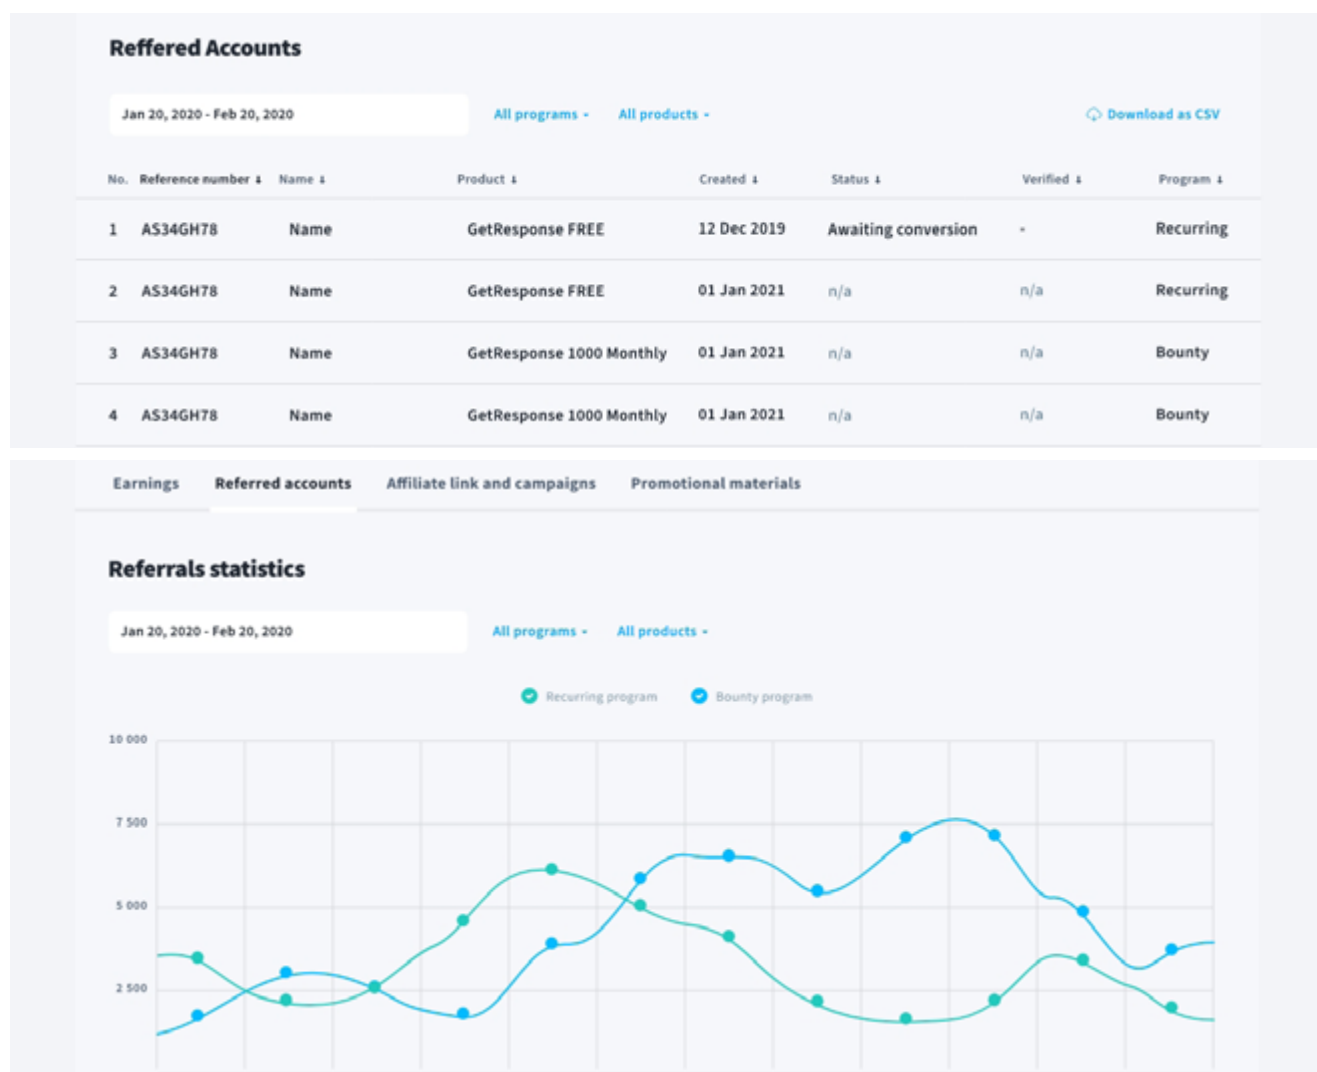 Reffered Accounts
Jan 20, 2020 - Feb 20, 2020 All programs All products Download as CSV
No. Reference number Name Product Created Status Verified Program
1 AS34GH78 Name GetResponse FREE 12 Dec 2019 Awaiting conversion - Recurring
2 AS34GH78 Name GetResponse FREE 01 Jan 2021 n/a n/a Recurring
3 AS34GH78 Name GetResponse 1000 Monthly 01 Jan 2021 n/a n/a Bounty
4 AS34GH78 Name GetResponse 1000 Monthly 01 Jan 2021 n/a n/a Bounty
Earnings Referred accounts Affiliate link and campaigns Promotional materials
Referrals statistics
Jan 20, 2020 - Feb 20, 2020 All programs All products
Recurring program Bounty program
10 000
7 500
5 000
2 500